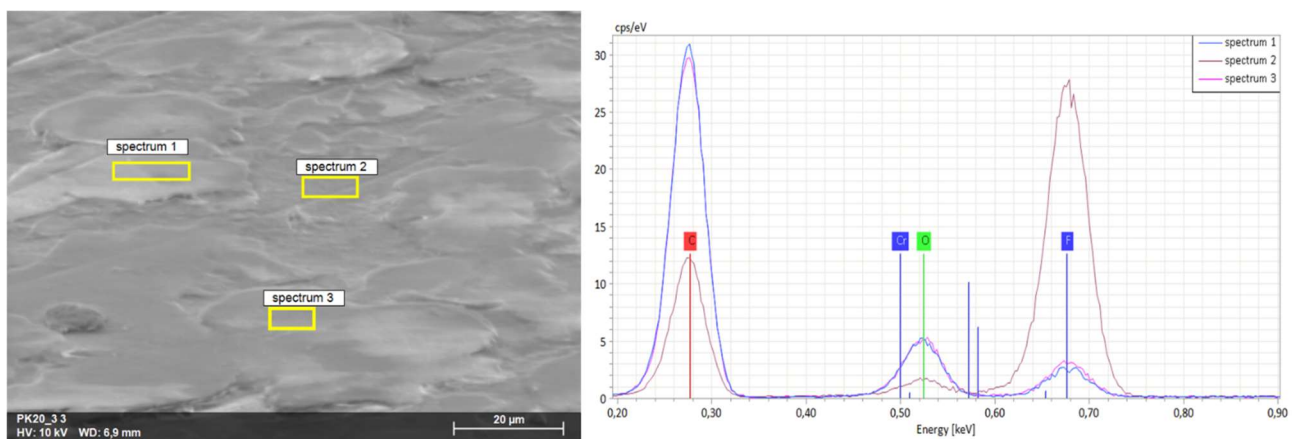 spectrum 1
spectrum 2
spectrum 3
PK20_3 3
HV: 10 kV WD: 6,9 mm
20 µm
cps/eV
30
25
20
15
10
5
0
C
Cr
O
F
spectrum 1
spectrum 2
spectrum 3
0,20
0,30
0,40
0,50
0,60
0,70
0,80
0,90
Energy [keV]